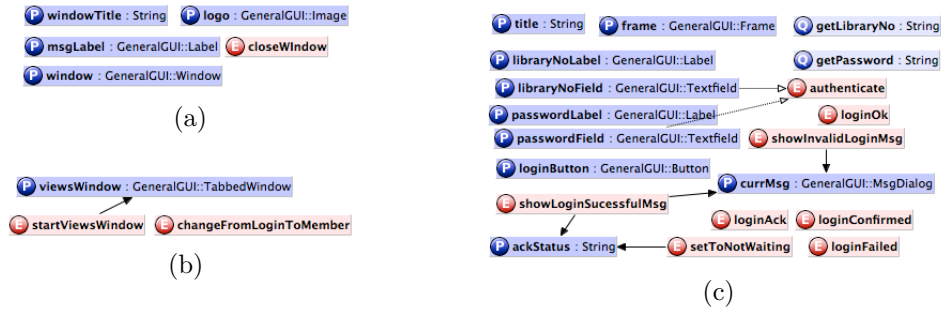 P windowTitle : String P logo : GeneralGUI::Image
P msgLabel : GeneralGUI::Label E closeWIndow
P window : GeneralGUI::Window
(a)
P viewsWindow : GeneralGUI::TabbedWindow
E startViewsWindow E changeFromLoginToMember
(b)
P title : String P frame : GeneralGUI::Frame Q getLibraryNo : String
P libraryNoLabel : GeneralGUI::Label Q getPassword : String
P libraryNoField : GeneralGUI::Textfield E authenticate
P passwordLabel : GeneralGUI::Label E loginOk
P passwordField : GeneralGUI::Textfield E showInvalidLoginMsg
P loginButton : GeneralGUI::Button
P currMsg : GeneralGUI::MsgDialog
E showLoginSucessfulMsg
E loginAck E loginConfirmed
P ackStatus : String E setToNotWaiting E loginFailed
(c)